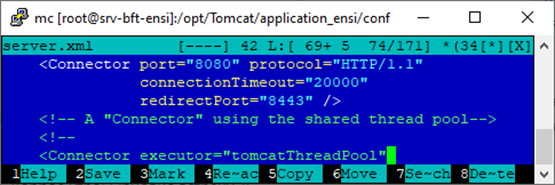 mc [root@srv-bft-ensi]:/opt/Tomcat/application_ensi/conf
server.xml [----] 42 L:[ 69+ 5 74/171] *(34[*][X]
<Connector port="8080" protocol="HTTP/1.1"
connectionTimeout="20000"
redirectPort="8443" />
<!-- A "Connector" using the shared thread pool-->
<!--
<Connector executor="tomcatThreadPool"
1Help 2Save 3Mark 4Re~ac 5Copy 6Move 7Se~ch 8De~te